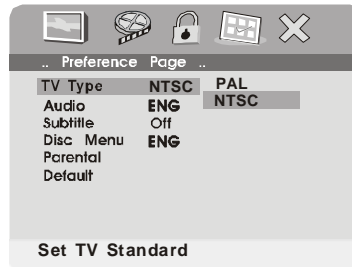 .. Preference Page ..
TV Type NTSC PAL
NTSC
Audio ENG
Subtitle Off
Disc Menu ENG
Parental
Default
Set TV Standard